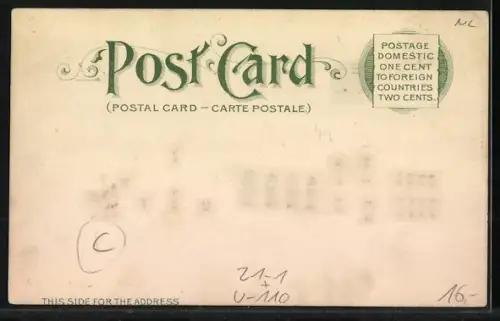 NL
Post Card
(POSTAL CARD — CARTE POSTALE.)
POSTAGE
DOMESTIC
ONE CENT
TO FOREIGN
COUNTRIES
TWO CENTS.
C
21-1
+
U-110
16,-
THIS SIDE FOR THE ADDRESS